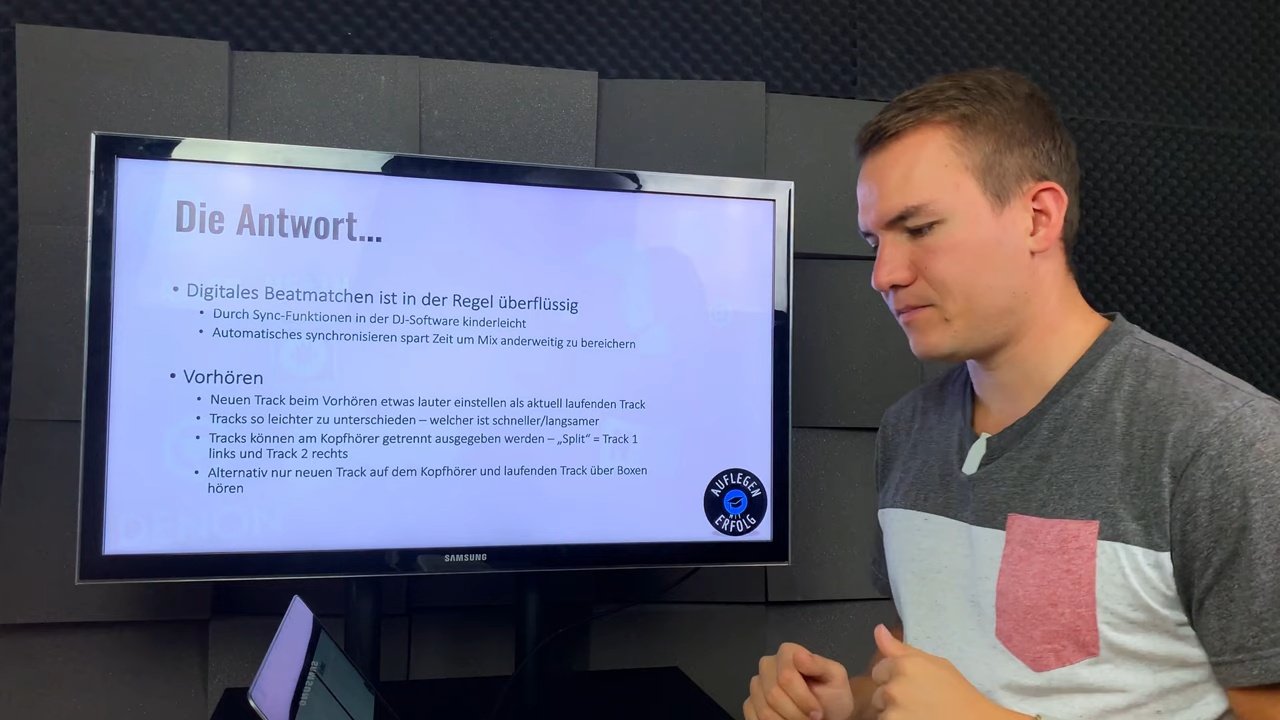 Die Antwort...
• Digitales Beatmatchen ist in der Regel überflüssig
• Durch Sync-Funktionen in der DJ-Software kinderleicht
• Automatisches synchronisieren spart Zeit um Mix anderweitig zu bereichern
• Vorhören
• Neuen Track beim Vorhören etwas lauter einstellen als aktuell laufenden Track
• Tracks so leichter zu unterschieden – welcher ist schneller/langsamer
• Tracks können am Kopfhörer getrennt ausgegeben werden – „Split“ = Track 1
links und Track 2 rechts
• Alternativ nur neuen Track auf dem Kopfhörer und laufenden Track über Boxen
hören
AUFLEGEN
MIT
ERFOLG
SAMSUNG
SAMSUNG